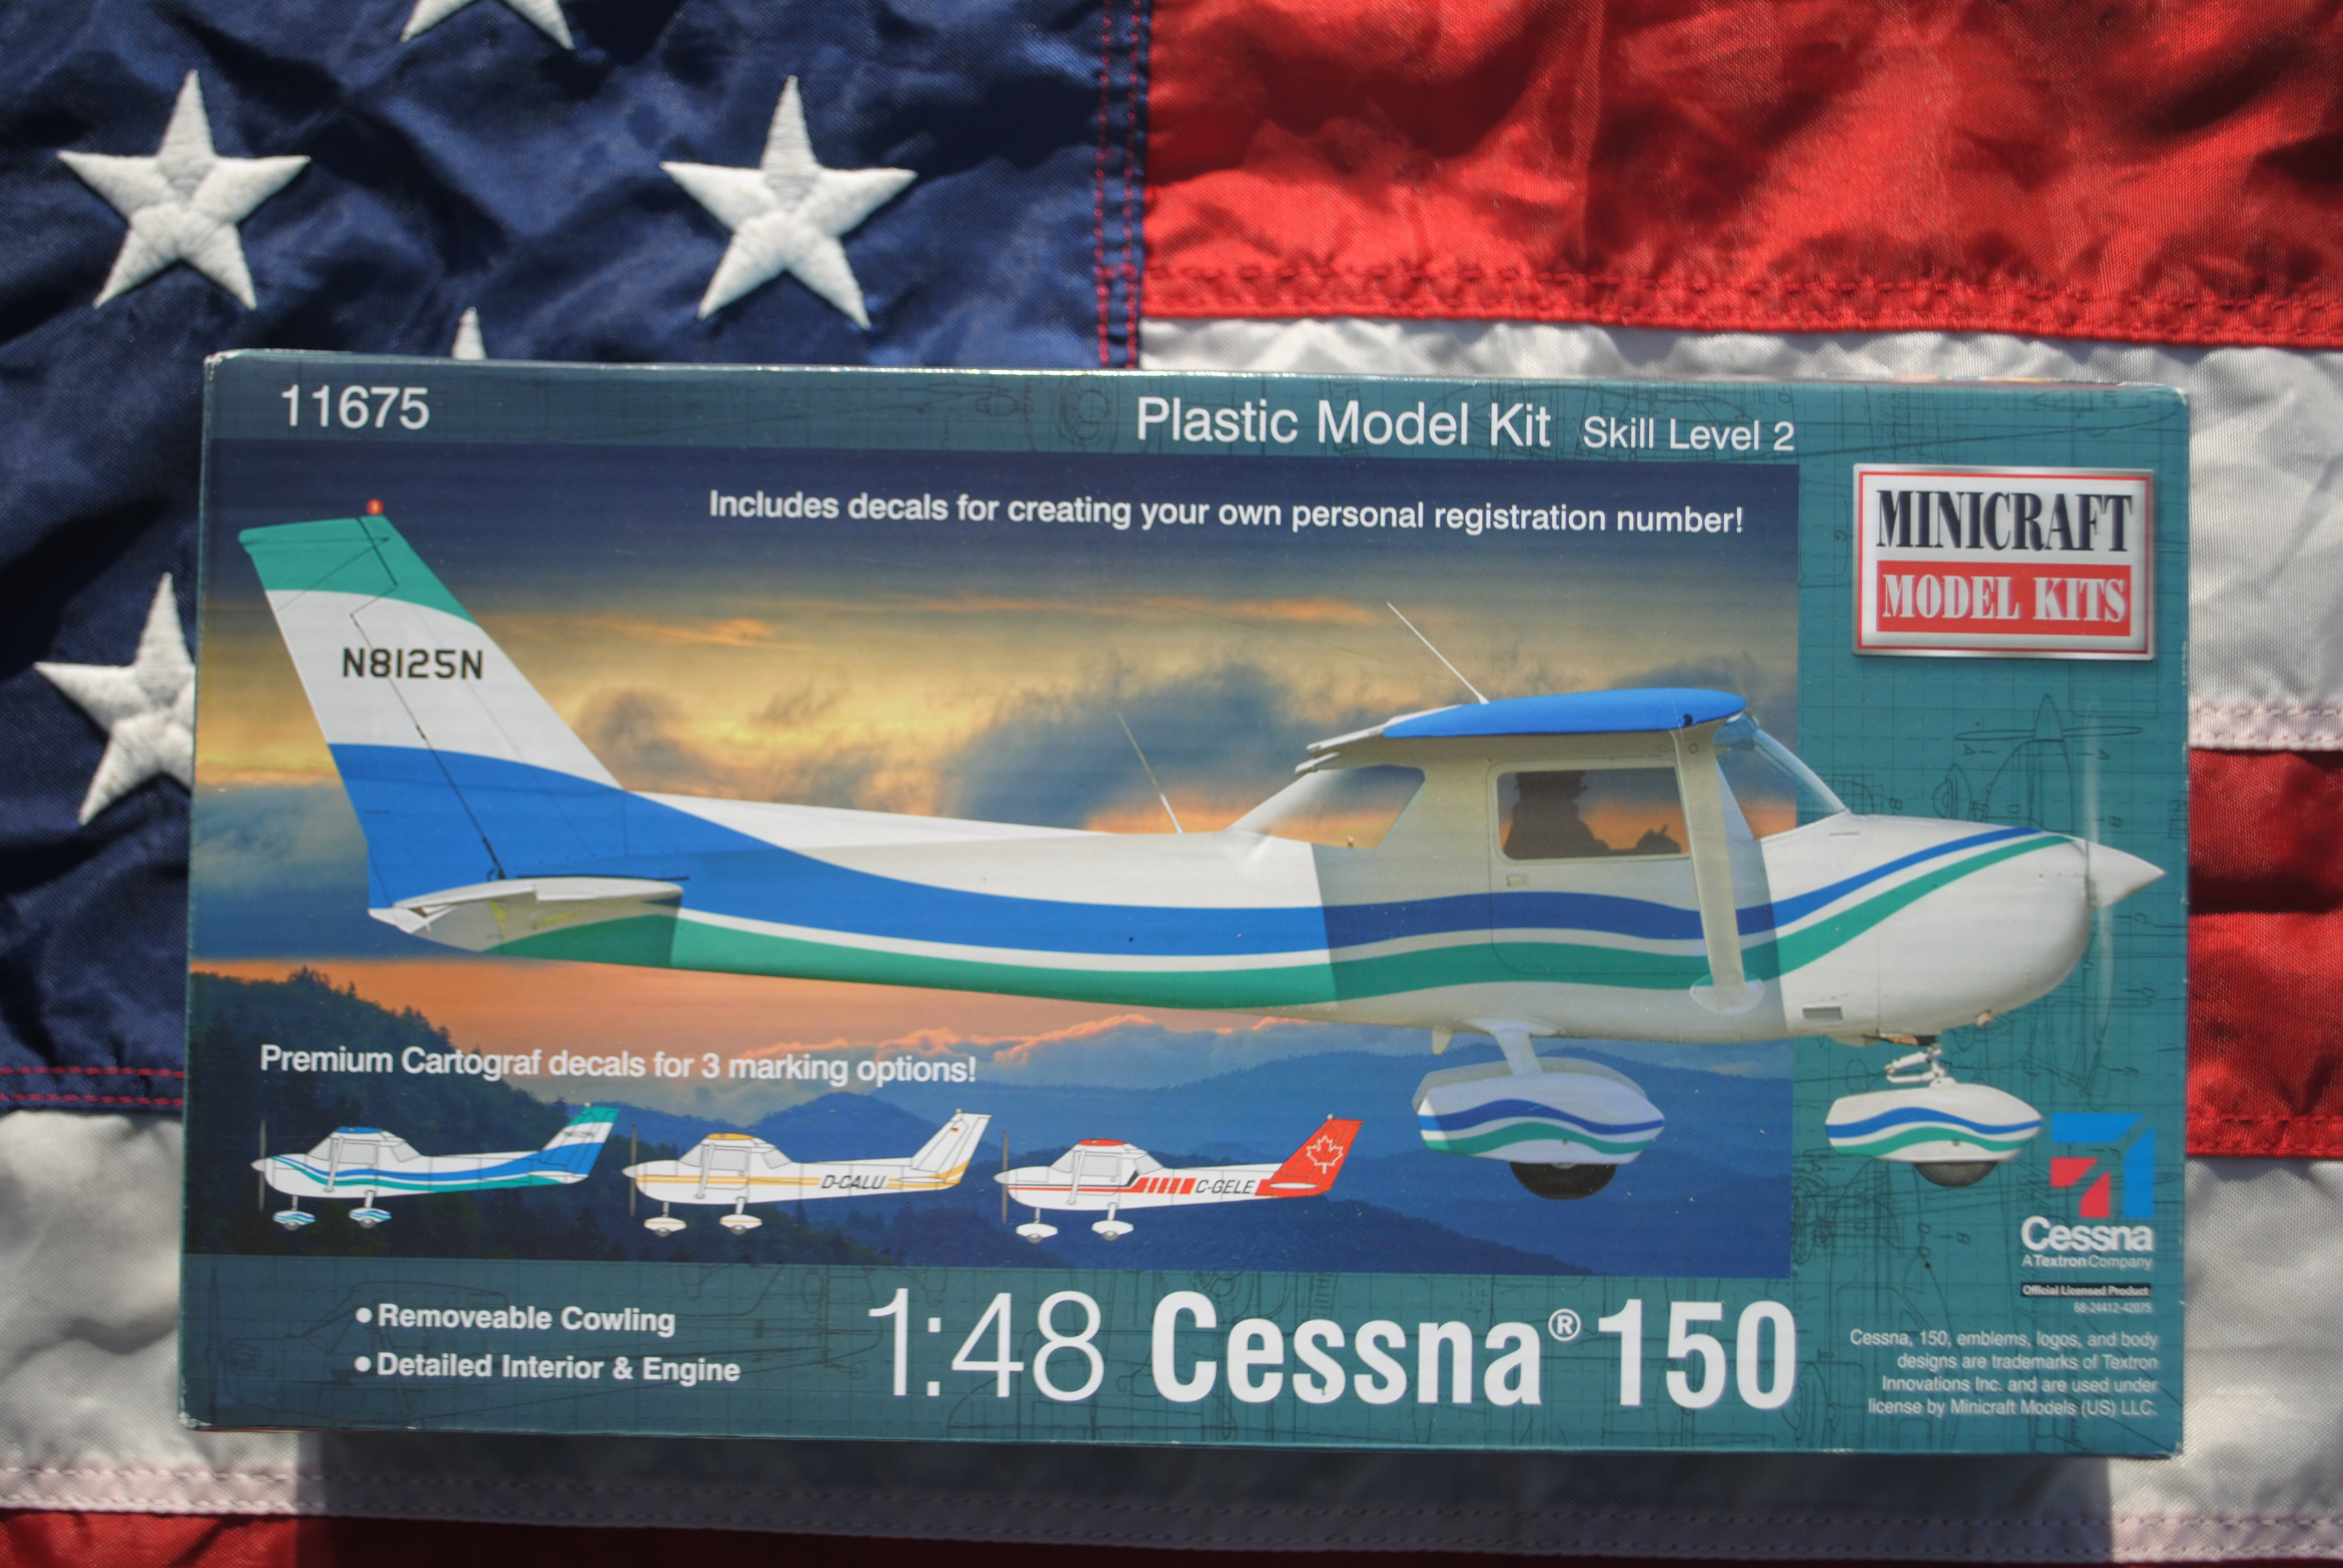 11675
Plastic Model Kit Skill Level 2
MINICRAFT
MODEL KITS
Includes decals for creating your own personal registration number!
N8125N
Premium Cartograf decals for 3 marking options!
D-CALU
C-GELE
Cessna
A Textron Company
Official Licensed Product
68-24412-42075
• Removeable Cowling
• Detailed Interior & Engine
1:48 Cessna® 150
Cessna, 150, emblems, logos, and body
designs are trademarks of Textron
Innovations Inc. and are used under
license by Minicraft Models (US) LLC.